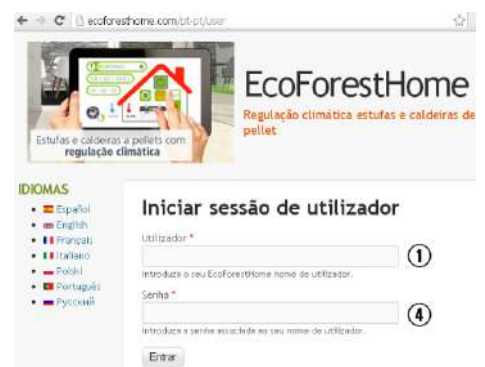 ecoforesthome.com/pt-pt/user
EcoForestHome
Regulação climática estufas e caldeiras de
pellet
Estufas e caldeiras a pellets com
regulação climática
IDIOMAS
Español
English
Français
Italiano
Polski
Português
Русский
Iniciar sessão de utilizador
Utilizador *
1
Introduza o seu EcoForestHome nome de utilizador.
Senha *
4
Introduza a senha associada ao seu nome de utilizador.
Entrar